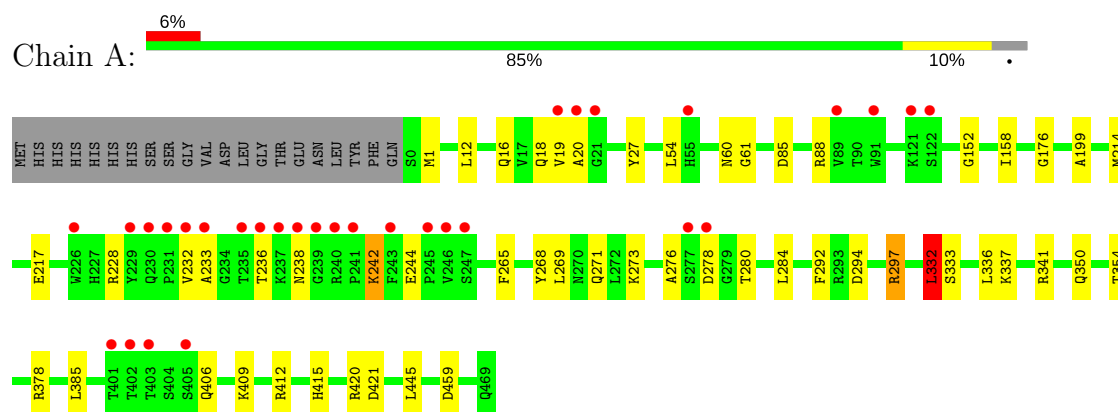 6%
Chain A:
85%
10%
•
MET HIS HIS HIS HIS HIS HIS SER SER GLY VAL ASP LEU GLY THR GLU ASN LEU TYR PHE GLN S0 M1 L12 Q16 V17 Q18 V19 A20 G21 Y27 L54 H55 N60 G61 D85 R88 V89 T90 W91 K121 S122 G152 I158 G176 A199 M214
E217 W226 H227 R228 Y229 Q230 P231 V232 A233 G234 T235 T236 K237 N238 G239 R240 P241 K242 F243 E244 P245 V246 S247 F265 Y268 L269 N270 Q271 L272 K273 A276 S277 D278 G279 T280 L284 F292 R293 D294 R297 L332 S333 L336 K337 R341 Q350 T354
R378 L385 T401 T402 T403 S404 S405 Q406 K409 R412 H415 R420 D421 L445 D459 Q469